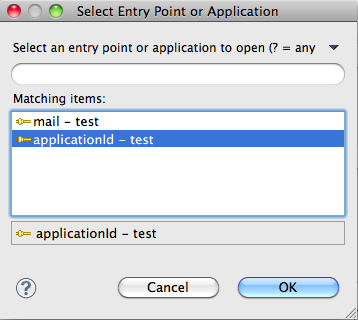 Select Entry Point or Application
Select an entry point or application to open (? = any
Matching items:
mail – test
applicationId – test
applicationId – test
?
Cancel
OK